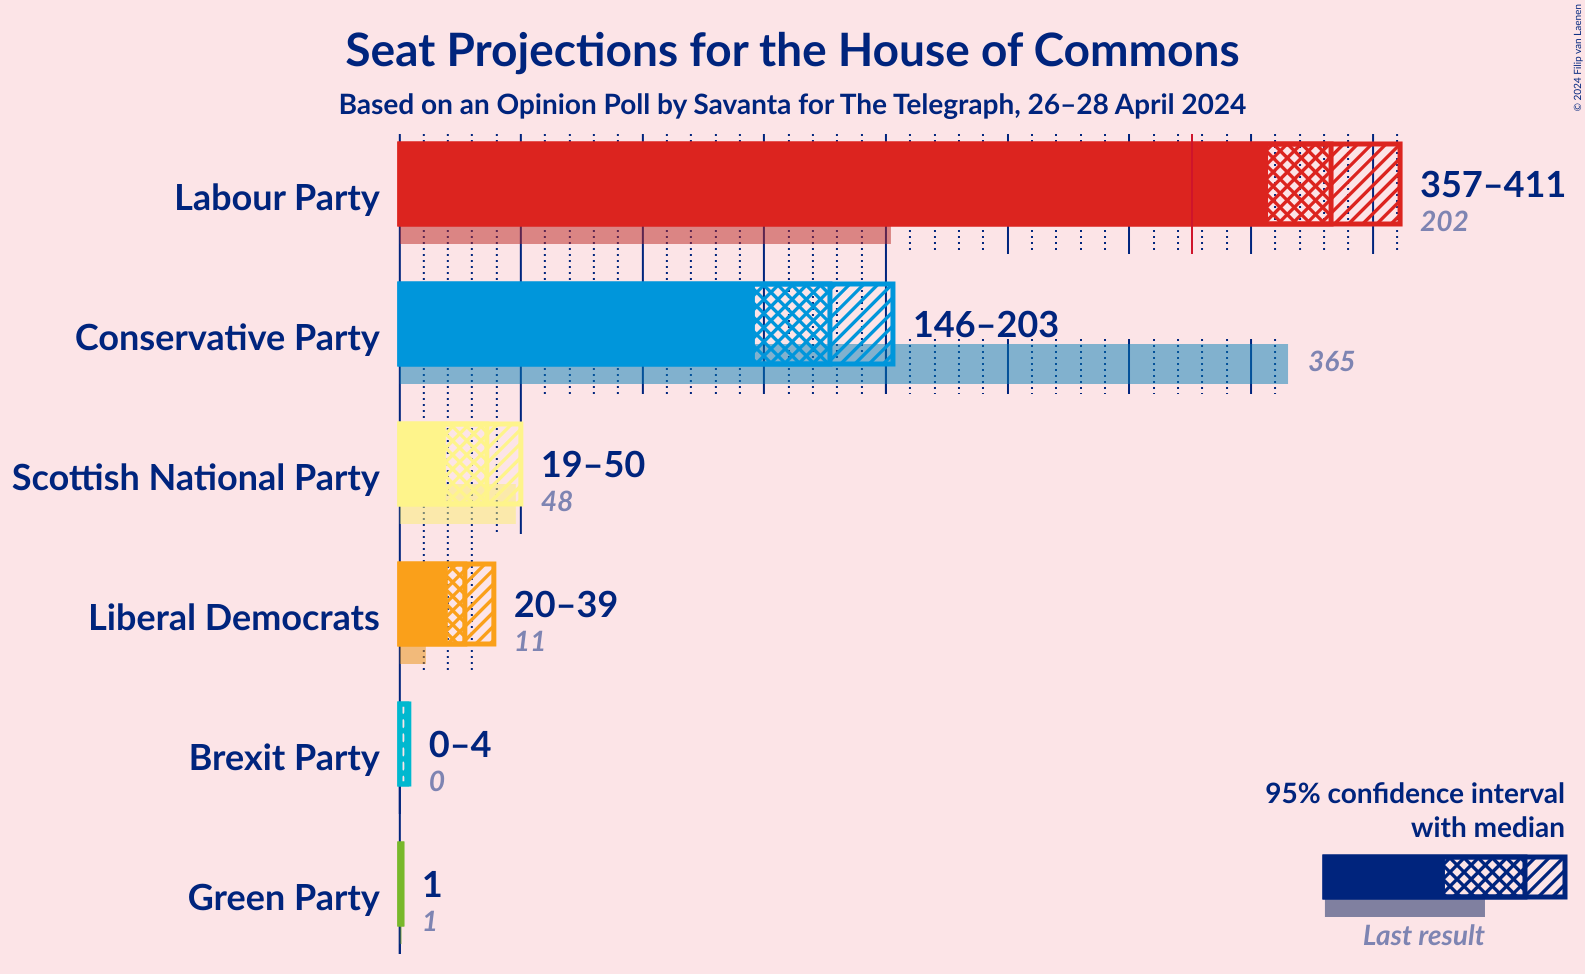 Seat Projections for the House of Commons
Based on an Opinion Poll by Savanta for The Telegraph, 26–28 April 2024
© 2024 Filip van Laenen
Labour Party
357–411
202
Conservative Party
146–203
365
Scottish National Party
19–50
48
Liberal Democrats
20–39
11
Brexit Party
0–4
0
Green Party
1
1
95% confidence interval
with median
Last result